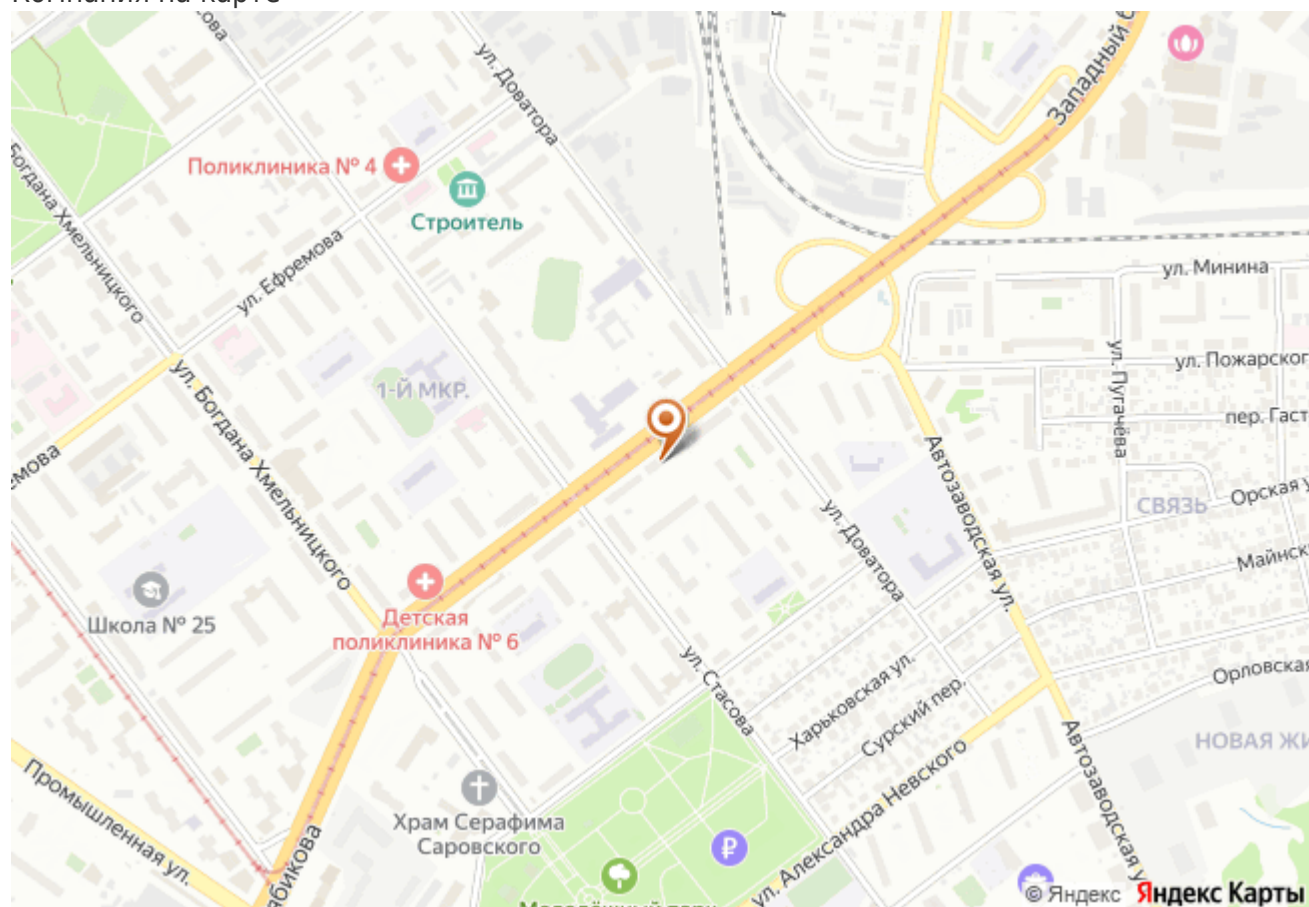 ул. Доватора
Западный
Поликлиника № 4
Строитель
Богдана Хмельницкого
ул. Ефремова
ул. Минина
ул. Пожарског
ул. Пугачёва
пер. Гаст
1-Й МКР.
ул. Богдана Хмельницкого
Автозаводская ул.
СВЯЗЬ
Орская у
Майнск
ул. Доватора
Школа № 25
Детская
поликлиника № 6
ул. Стасова
Харьковская ул.
Сурский пер.
Орловская
НОВАЯ ЖИ
Промышленная ул.
Храм Серафима
Саровского
ул. Александра Невского
Автозаводская у
© Яндекс Яндекс Карты